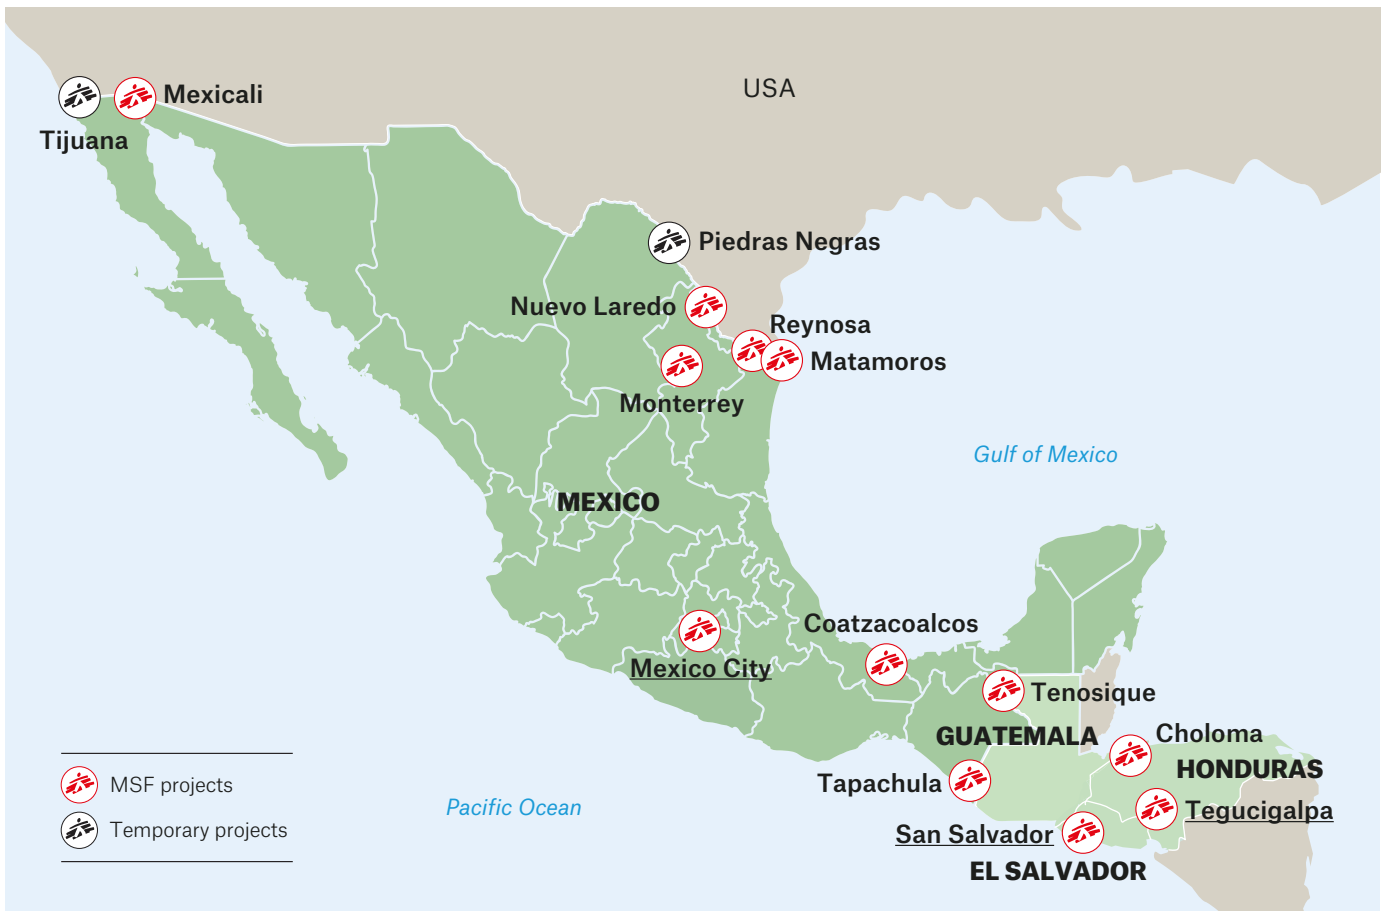 USA
Mexicali
Tijuana
Piedras Negras
Nuevo Laredo
Reynosa
Matamoros
Monterrey
Gulf of Mexico
MEXICO
Coatzacoalcos
Mexico City
Tenosique
GUATEMALA
Choloma
HONDURAS
Tapachula
Tegucigalpa
San Salvador
EL SALVADOR
Pacific Ocean
MSF projects
Temporary projects